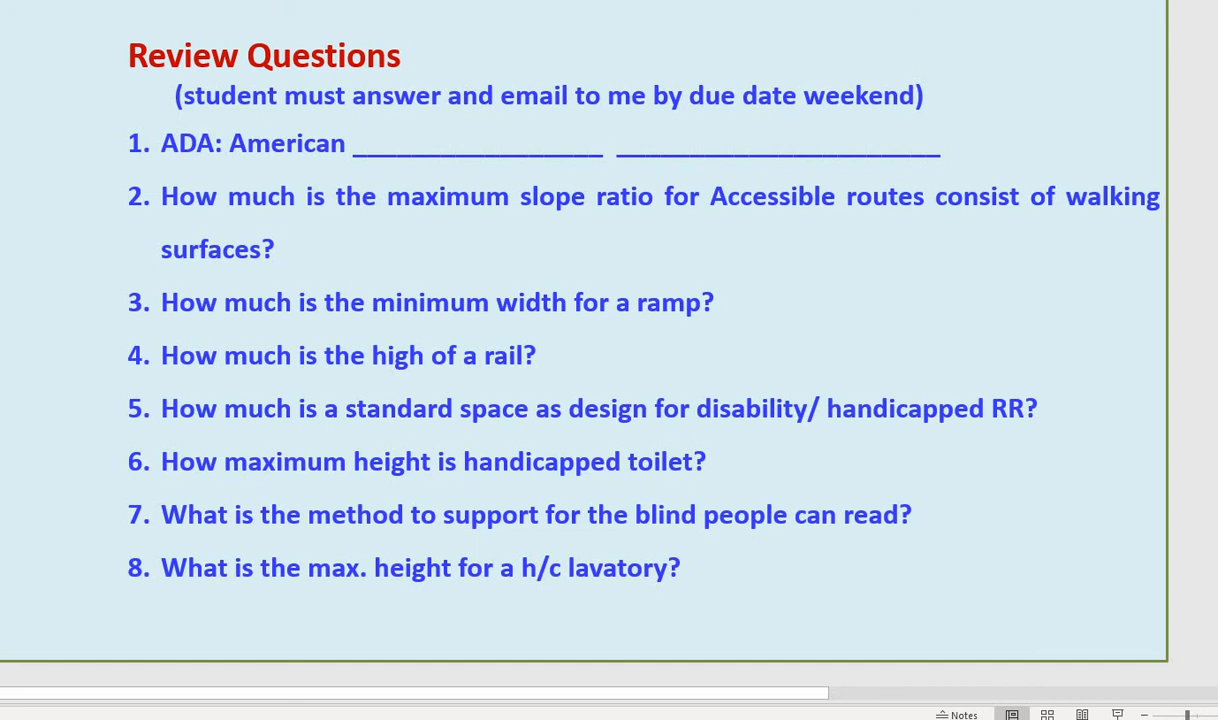 Review Questions
(student must answer and email to me by due date weekend)
1. ADA: American _________________ ______________________
2. How much is the maximum slope ratio for Accessible routes consist of walking
surfaces?
3. How much is the minimum width for a ramp?
4. How much is the high of a rail?
5. How much is a standard space as design for disability/ handicapped RR?
6. How maximum height is handicapped toilet?
7. What is the method to support for the blind people can read?
8. What is the max. height for a h/c lavatory?
Notes